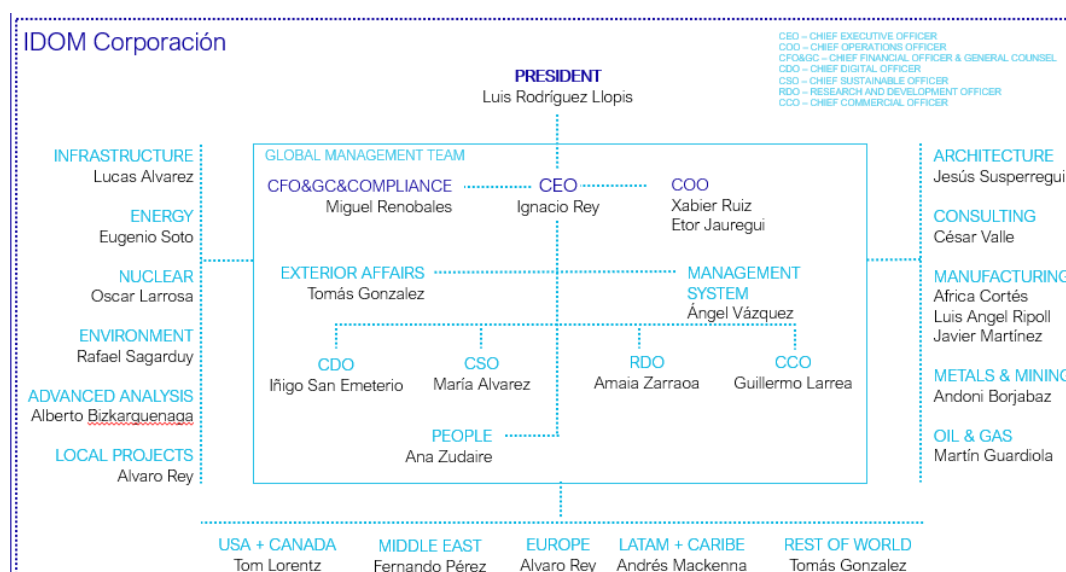 IDOM Corporación
CEO – CHIEF EXECUTIVE OFFICER
COO – CHIEF OPERATIONS OFFICER
CFO&GC – CHIEF FINANCIAL OFFICER & GENERAL COUNSEL
CDO – CHIEF DIGITAL OFFICER
CSO – CHIEF SUSTAINABLE OFFICER
RDO – RESEARCH AND DEVELOPMENT OFFICER
CCO – CHIEF COMMERCIAL OFFICER
PRESIDENT
Luis Rodríguez Llopis
INFRASTRUCTURE
Lucas Alvarez
ENERGY
Eugenio Soto
NUCLEAR
Oscar Larrosa
ENVIRONMENT
Rafael Sagarduy
ADVANCED ANALYSIS
Alberto Bizkarguenaga
LOCAL PROJECTS
Alvaro Rey
GLOBAL MANAGEMENT TEAM
CFO&GC&COMPLIANCE
Miguel Renobales
CEO
Ignacio Rey
COO
Xabier Ruiz
Etor Jauregui
EXTERIOR AFFAIRS
Tomás Gonzalez
MANAGEMENT
SYSTEM
Ángel Vázquez
CDO
Iñigo San Emeterio
CSO
María Alvarez
RDO
Amaia Zarraoa
CCO
Guillermo Larrea
PEOPLE
Ana Zudaire
ARCHITECTURE
Jesús Susperregui
CONSULTING
César Valle
MANUFACTURING
Africa Cortés
Luis Angel Ripoll
Javier Martínez
METALS & MINING
Andoni Borjabaz
OIL & GAS
Martín Guardiola
USA + CANADA
Tom Lorentz
MIDDLE EAST
Fernando Pérez
EUROPE
Alvaro Rey
LATAM + CARIBE
Andrés Mackenna
REST OF WORLD
Tomás Gonzalez